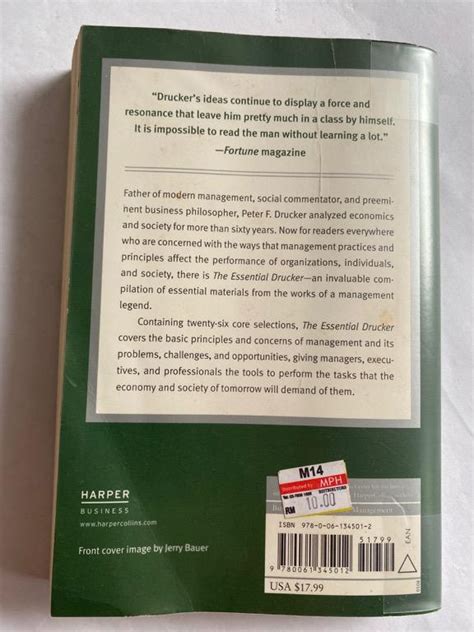 “Drucker’s ideas continue to display a force and
resonance that leave him pretty much in a class by himself.
It is impossible to read the man without learning a lot.”
—Fortune magazine
Father of modern management, social commentator, and preemi-
nent business philosopher, Peter F. Drucker analyzed economics
and society for more than sixty years. Now for readers everywhere
who are concerned with the ways that management practices and
principles affect the performance of organizations, individuals,
and society, there is The Essential Drucker—an invaluable com-
pilation of essential materials from the works of a management
legend.
Containing twenty-six core selections, The Essential Drucker
covers the basic principles and concerns of management and its
problems, challenges, and opportunities, giving managers, execu-
tives, and professionals the tools to perform the tasks that the
economy and society of tomorrow will demand of them.
M14
Distributed by MPH
RM 10.00
Management
HARPER
BUSINESS
www.harpercollins.com
Front cover image by Jerry Bauer
ISBN 978-0-06-134501-2
51799
EAN
9 780061 345012
USA $17.99